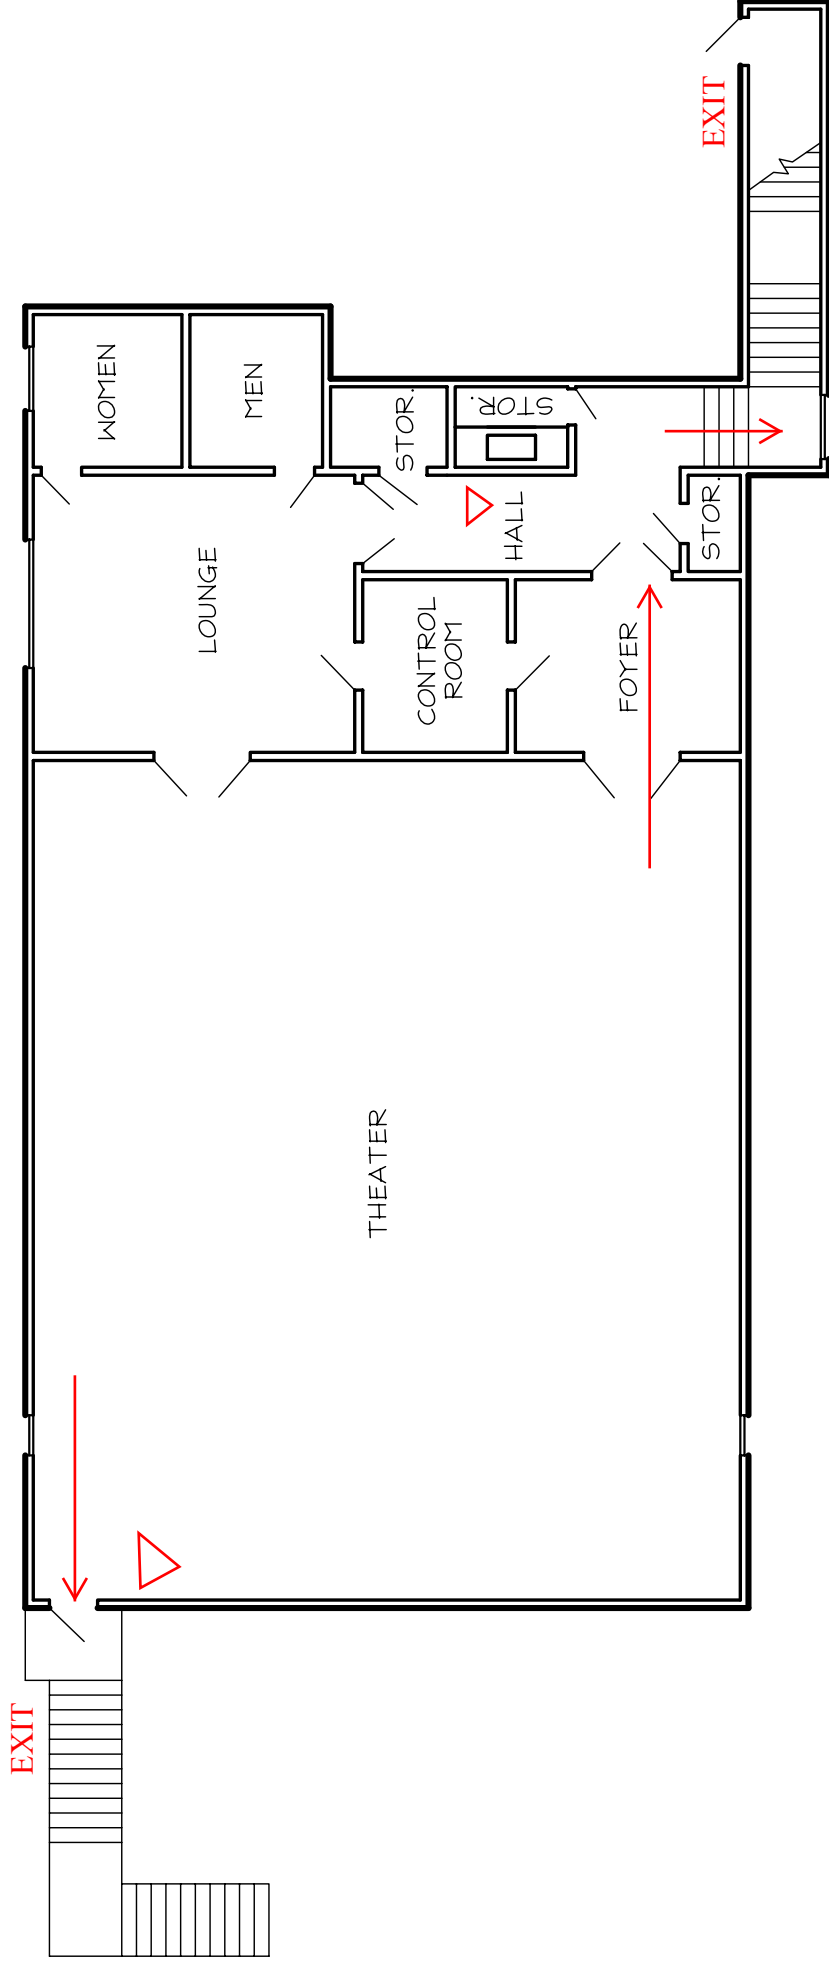 EXIT
WOMEN
MEN
STOR.
STOR.
HALL
STOR.
LOUNGE
CONTROL
ROOM
FOYER
THEATER
EXIT